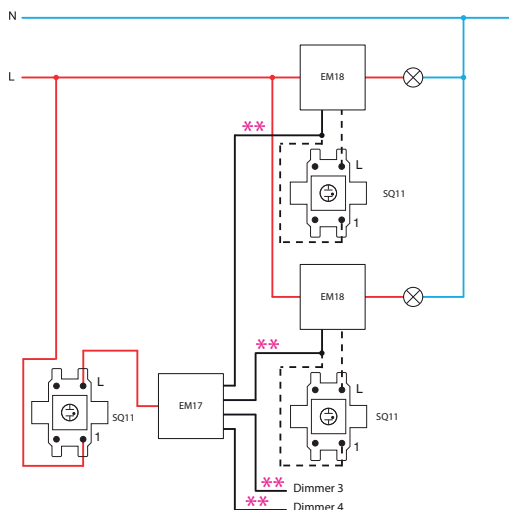 N
L
EM18
**
L
SQ11
1
EM18
**
L
SQ11
1
L
SQ11
1
EM17
**
Dimmer 3
**
Dimmer 4